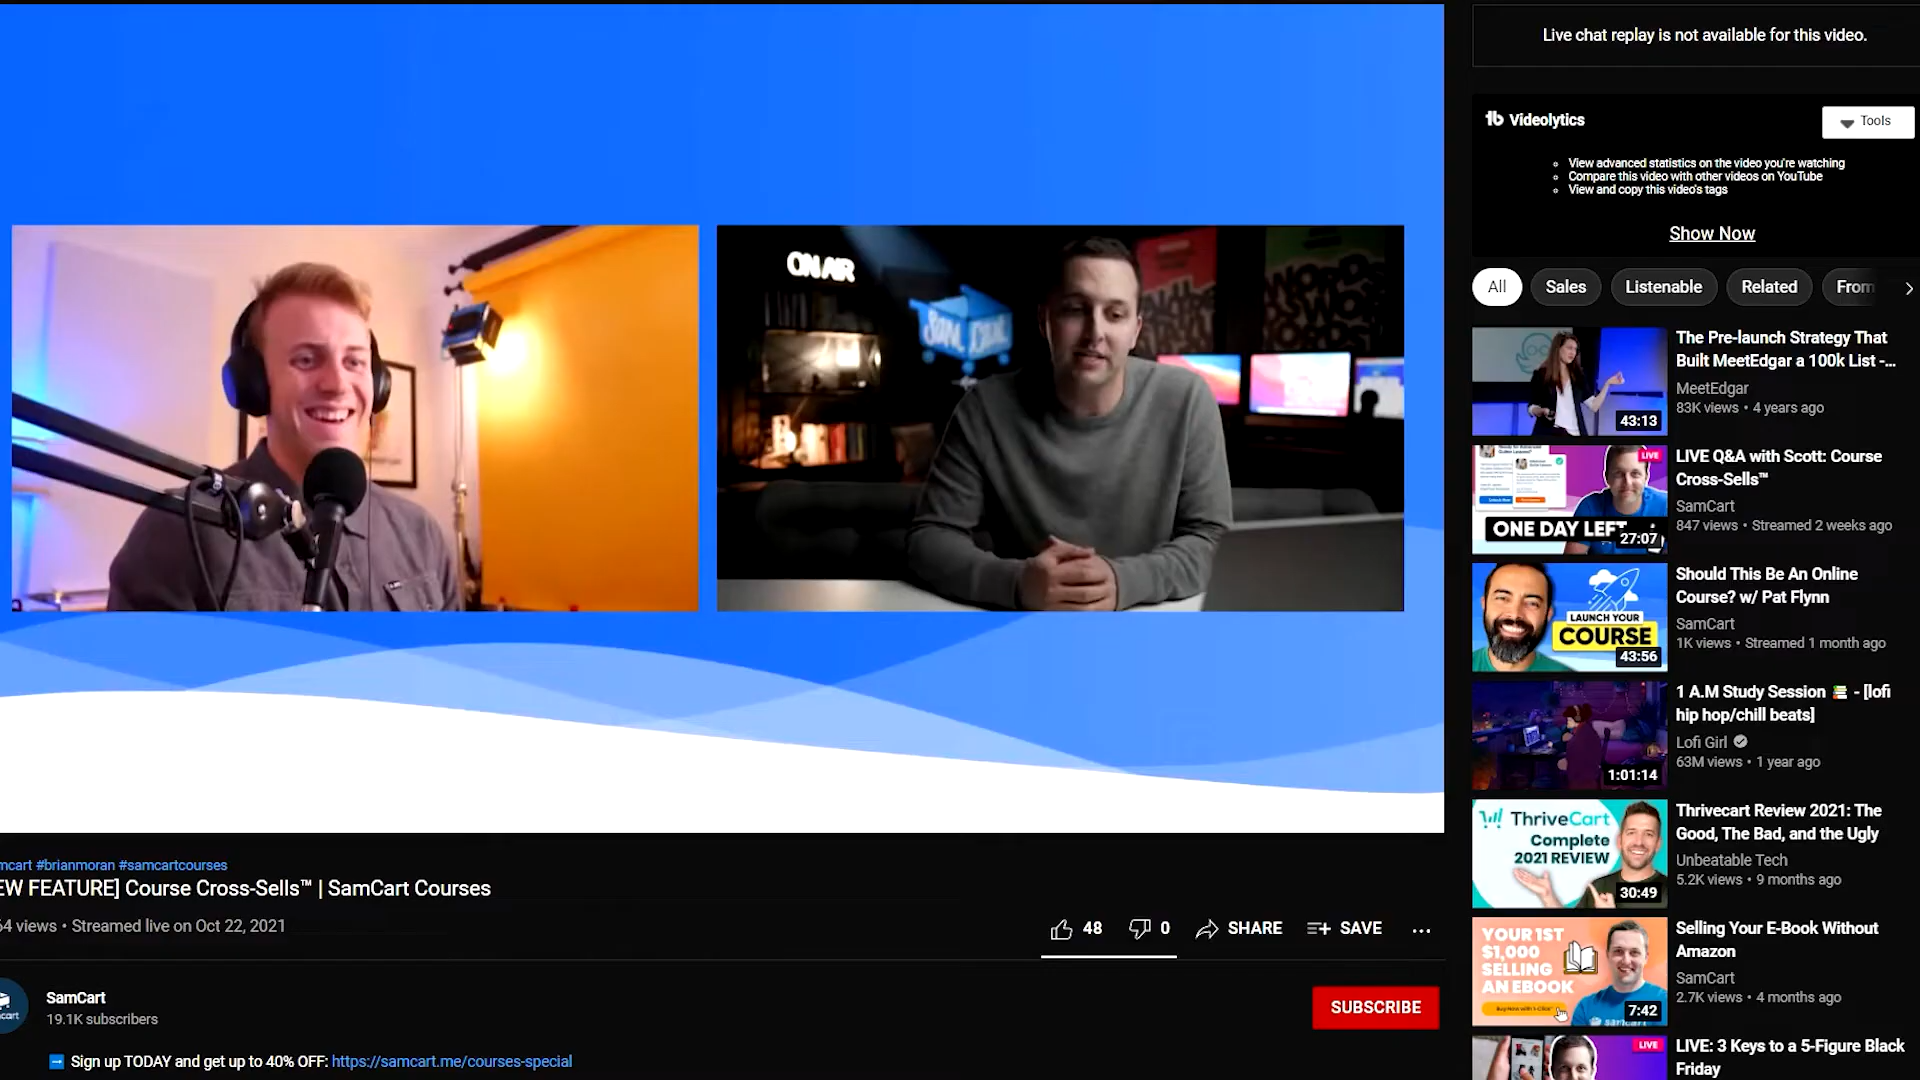 ON AIR
SAM CART
mcart #brianmoran #samcartcourses
EW FEATURE] Course Cross-Sells™ | SamCart Courses
64 views • Streamed live on Oct 22, 2021
48
0
SHARE
SAVE
SamCart
19.1K subscribers
SUBSCRIBE
Sign up TODAY and get up to 40% OFF: https://samcart.me/courses-special
Live chat replay is not available for this video.
Videolytics
Tools
View advanced statistics on the video you're watching
Compare this video with other videos on YouTube
View and copy this video's tags
Show Now
All
Sales
Listenable
Related
From
43:13
The Pre-launch Strategy That
Built MeetEdgar a 100k List -...
MeetEdgar
83K views • 4 years ago
LIVE
ONE DAY LEFT
27:07
LIVE Q&A with Scott: Course
Cross-Sells™
SamCart
847 views • Streamed 2 weeks ago
LAUNCH YOUR
COURSE
43:56
Should This Be An Online
Course? w/ Pat Flynn
SamCart
1K views • Streamed 1 month ago
1:01:14
1 A.M Study Session 📚 - [lofi
hip hop/chill beats]
Lofi Girl
63M views • 1 year ago
ThriveCart
Complete
2021 REVIEW
30:49
Thrivecart Review 2021: The
Good, The Bad, and the Ugly
Unbeatable Tech
5.2K views • 9 months ago
YOUR 1ST
$1,000
SELLING
AN EBOOK
7:42
Selling Your E-Book Without
Amazon
SamCart
2.7K views • 4 months ago
LIVE
LIVE: 3 Keys to a 5-Figure Black
Friday